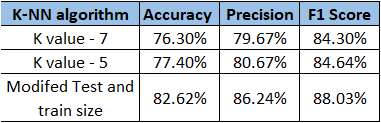 K-NN algorithm Accuracy Precision F1 Score
K value - 7 76.30% 79.67% 84.30%
K value - 5 77.40% 80.67% 84.64%
Modifed Test and
train size 82.62% 86.24% 88.03%